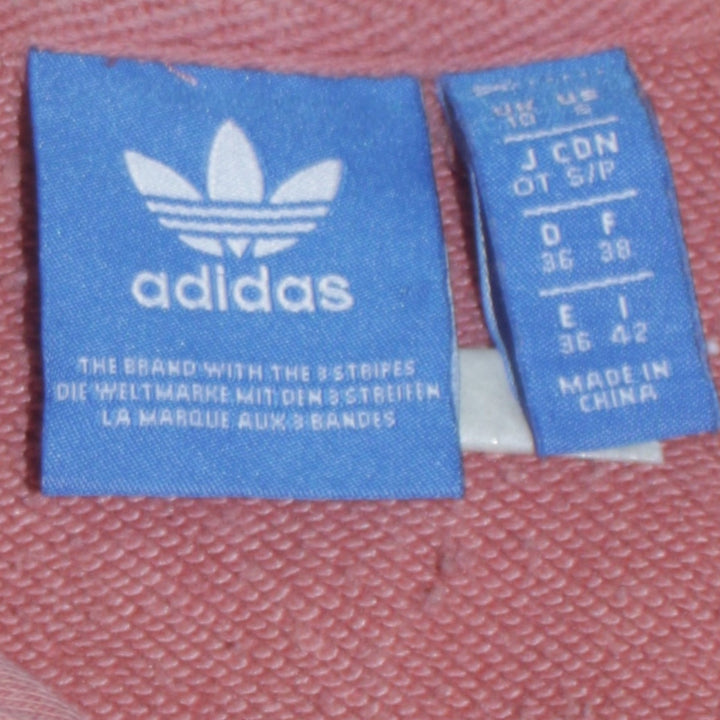 adidas
THE BRAND WITH THE 3 STRIPES
DIE WELTMARKE MIT DEN 3 STREIFEN
LA MARQUE AUX 3 BANDES
UK US
10 S
J CDN
OT S/P
D F
36 38
E I
36 42
MADE IN
CHINA